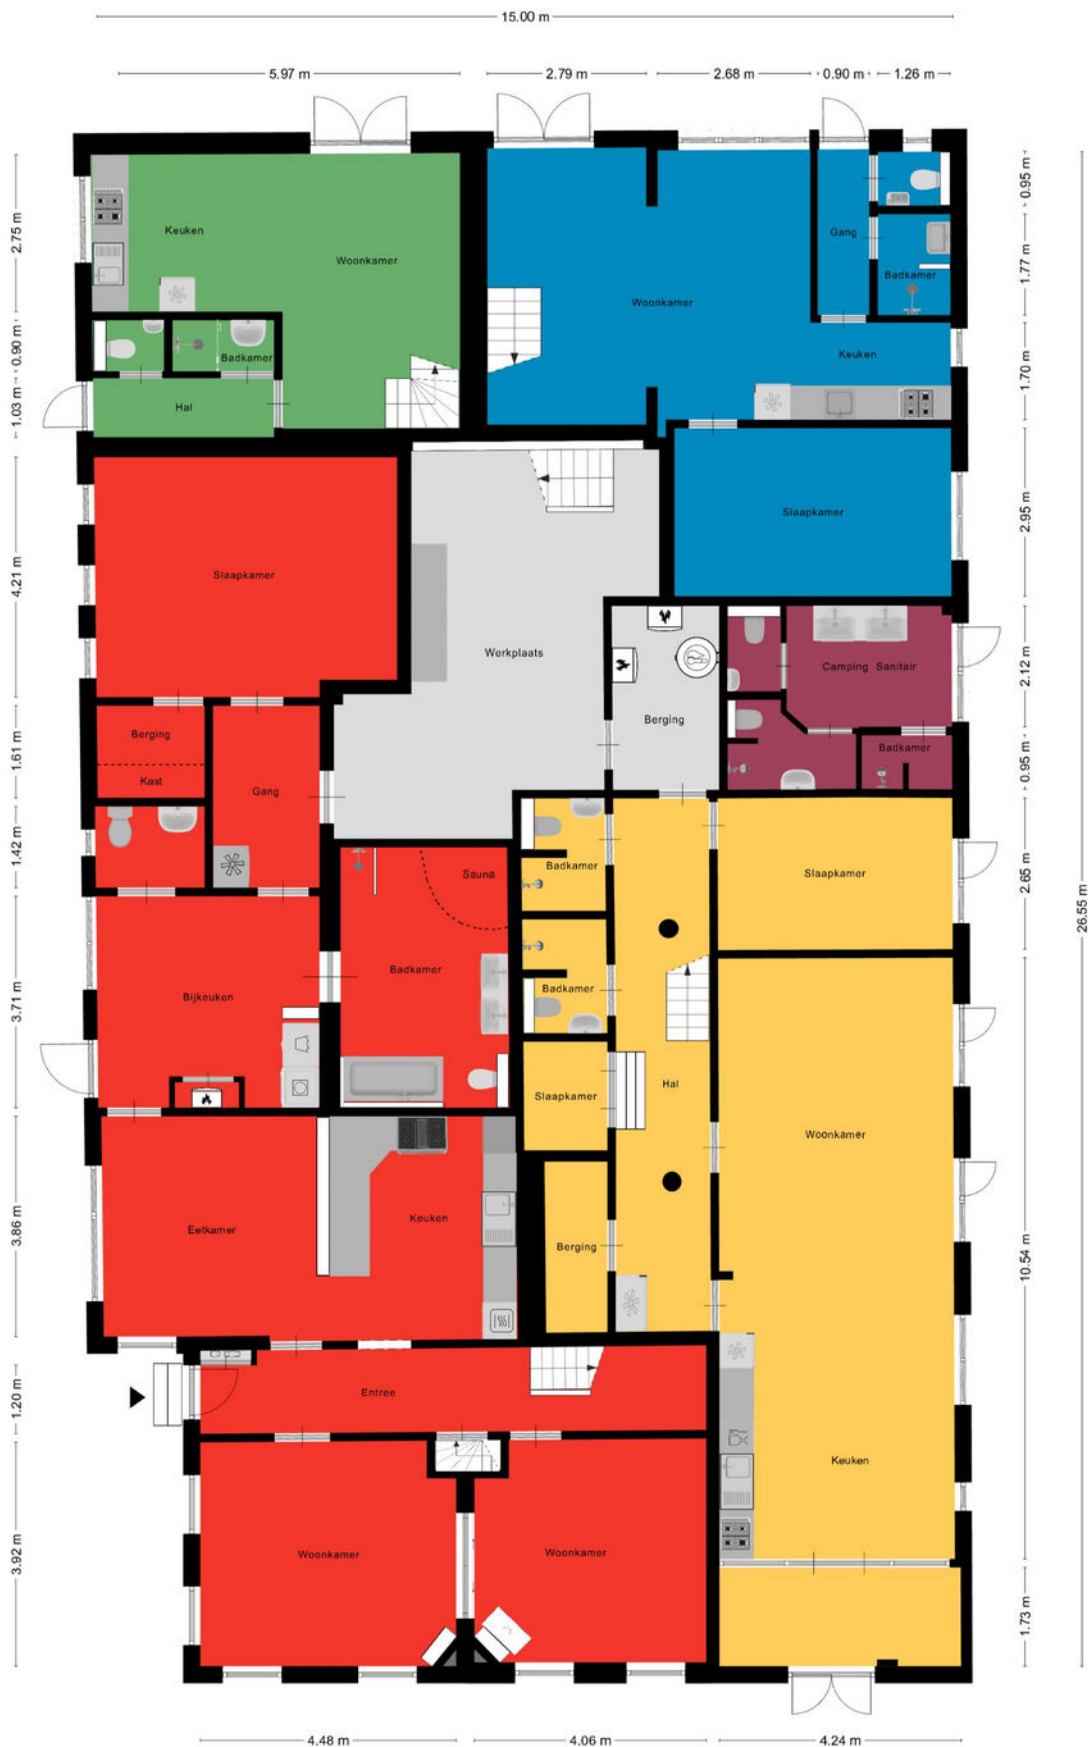 15.00 m
5.97 m
2.79 m
2.68 m
0.90 m
1.26 m
2.75 m
0.90 m
1.03 m
4.21 m
1.61 m
1.42 m
3.71 m
3.86 m
1.20 m
3.92 m
0.95 m
1.77 m
1.70 m
2.95 m
2.12 m
0.95 m
2.65 m
10.54 m
1.73 m
26.55 m
Keuken
Woonkamer
Badkamer
Hal
Woonkamer
Gang
Badkamer
Keuken
Slaapkamer
Slaapkamer
Werkplaats
Berging
Camping Sanitair
Badkamer
Berging
Kast
Gang
Sauna
Badkamer
Slaapkamer
Badkamer
Bijkeuken
Badkamer
Hal
Slaapkamer
Woonkamer
Eetkamer
Keuken
Berging
Entree
Keuken
Woonkamer
Woonkamer
4.48 m
4.06 m
4.24 m